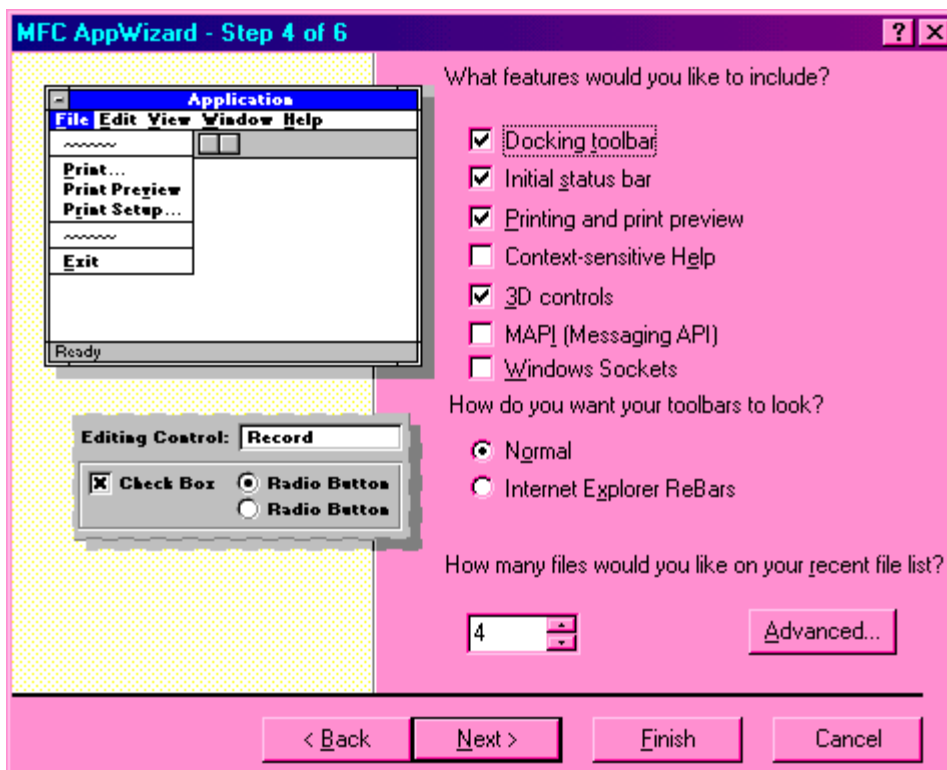 MFC AppWizard - Step 4 of 6
Application
File Edit View Window Help
Print...
Print Preview
Print Setup...
Exit
Ready
Editing Control: Record
Check Box
Radio Button
Radio Button
What features would you like to include?
Docking toolbar
Initial status bar
Printing and print preview
Context-sensitive Help
3D controls
MAPI (Messaging API)
Windows Sockets
How do you want your toolbars to look?
Normal
Internet Explorer ReBars
How many files would you like on your recent file list?
4
Advanced...
< Back
Next >
Finish
Cancel